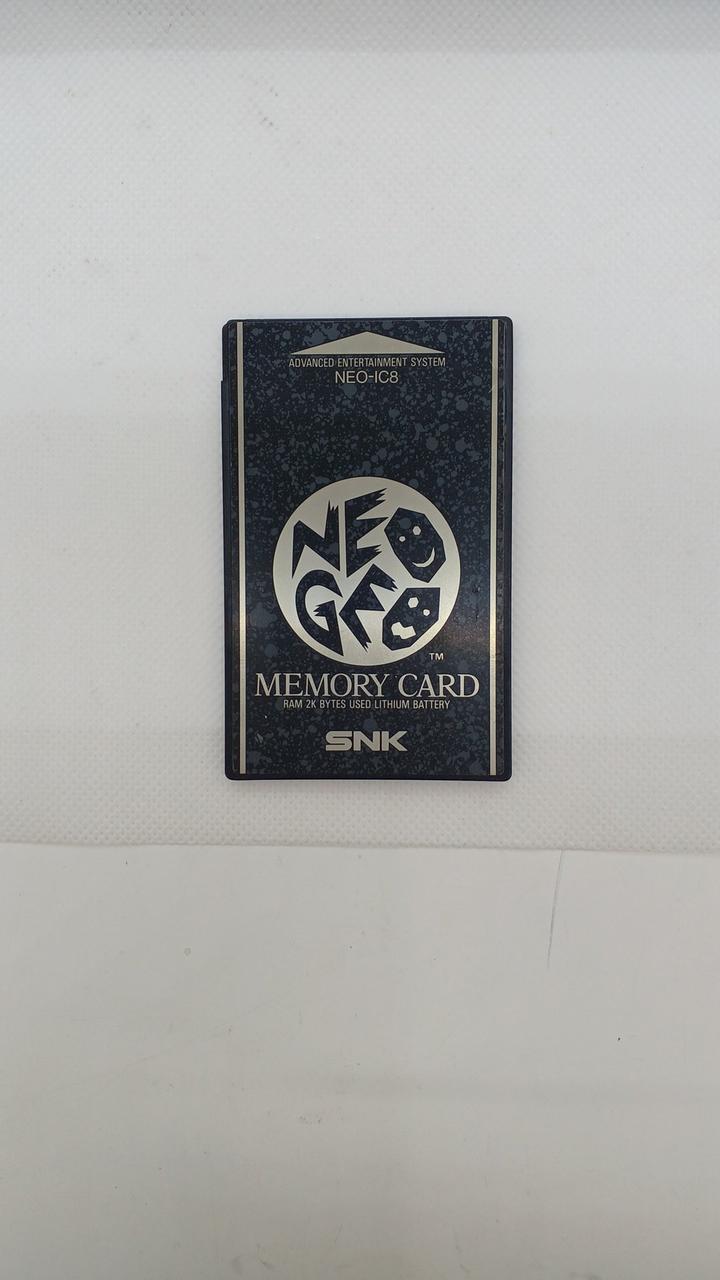 ADVANCED ENTERTAINMENT SYSTEM
NEO-IC8
NEO
GEO
TM
MEMORY CARD
RAM 2K BYTES USED LITHIUM BATTERY
SNK